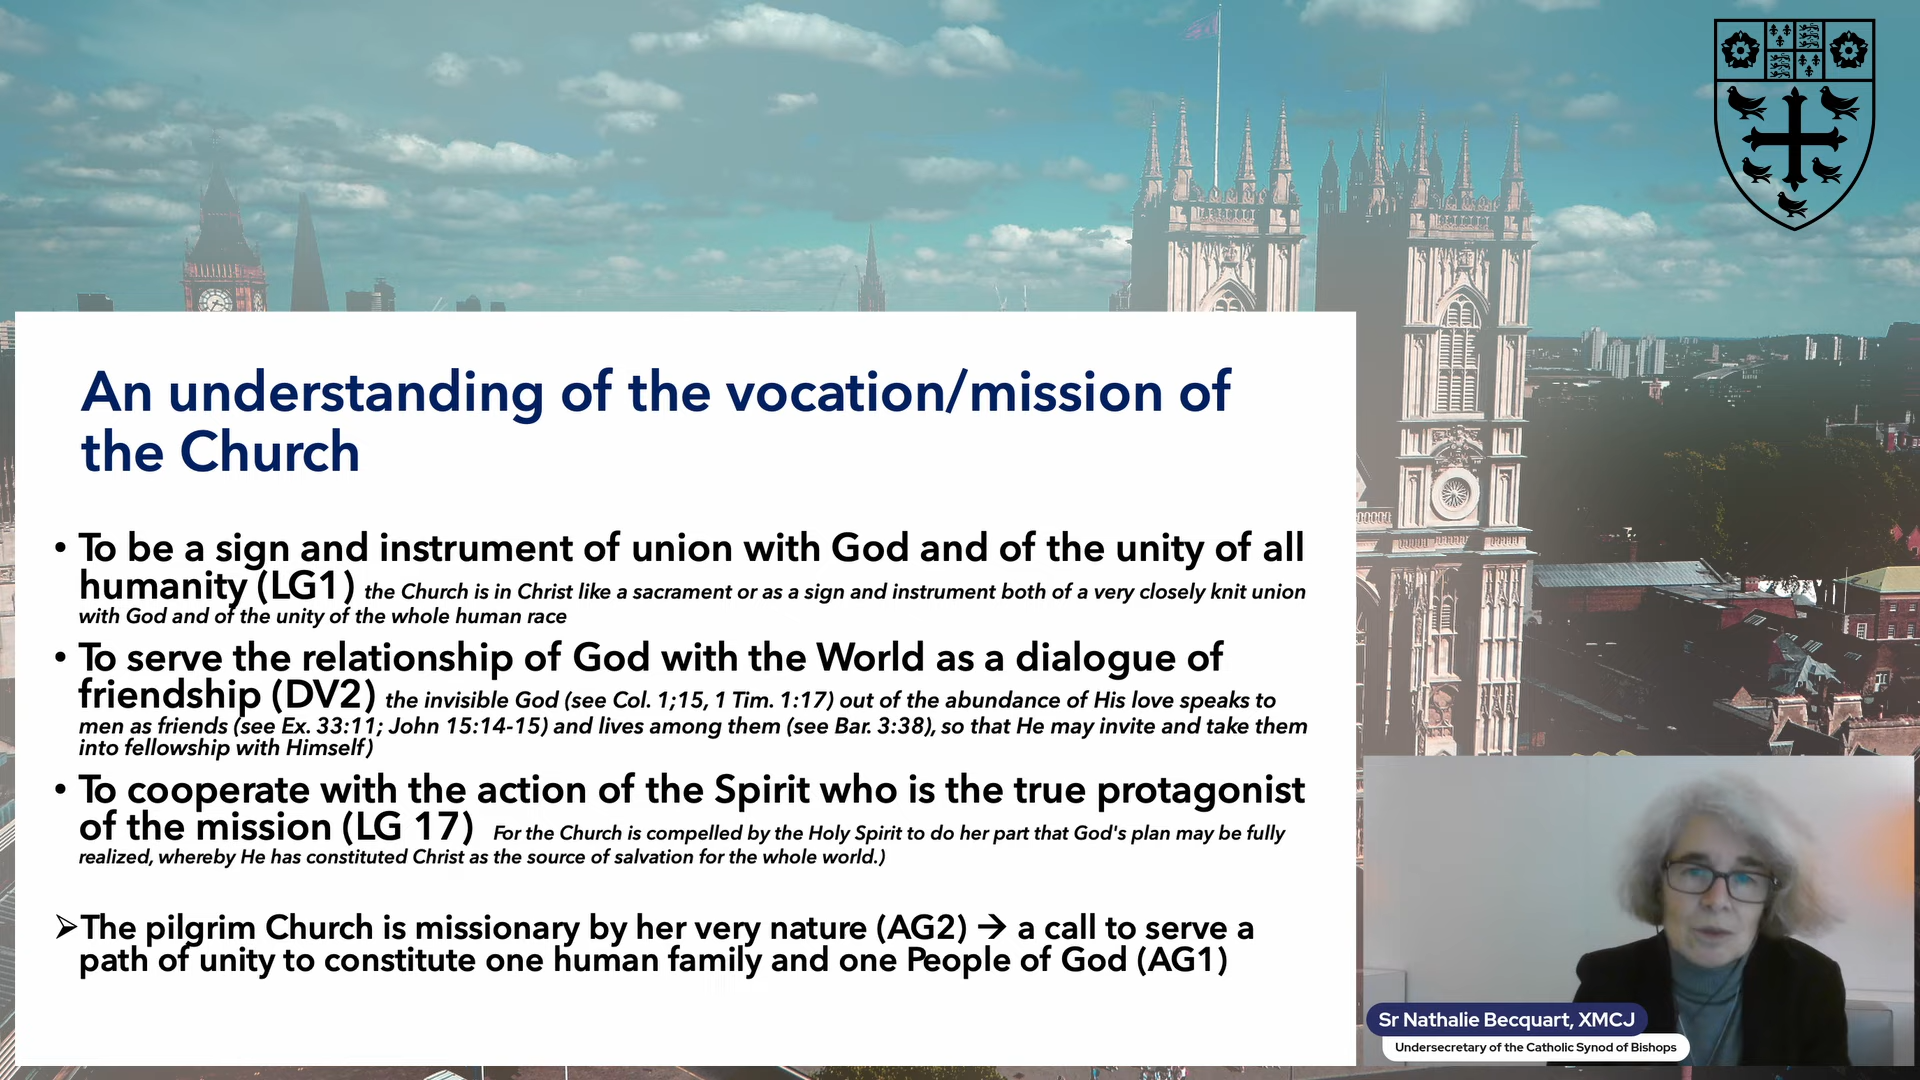 An understanding of the vocation/mission of
the Church
• To be a sign and instrument of union with God and of the unity of all
humanity (LG1) the Church is in Christ like a sacrament or as a sign and instrument both of a very closely knit union
with God and of the unity of the whole human race
• To serve the relationship of God with the World as a dialogue of
friendship (DV2) the invisible God (see Col. 1;15, 1 Tim. 1:17) out of the abundance of His love speaks to
men as friends (see Ex. 33:11; John 15:14-15) and lives among them (see Bar. 3:38), so that He may invite and take them
into fellowship with Himself)
• To cooperate with the action of the Spirit who is the true protagonist
of the mission (LG 17) For the Church is compelled by the Holy Spirit to do her part that God's plan may be fully
realized, whereby He has constituted Christ as the source of salvation for the whole world.)
➢The pilgrim Church is missionary by her very nature (AG2) → a call to serve a
path of unity to constitute one human family and one People of God (AG1)
Sr Nathalie Becquart, XMCJ
Undersecretary of the Catholic Synod of Bishops